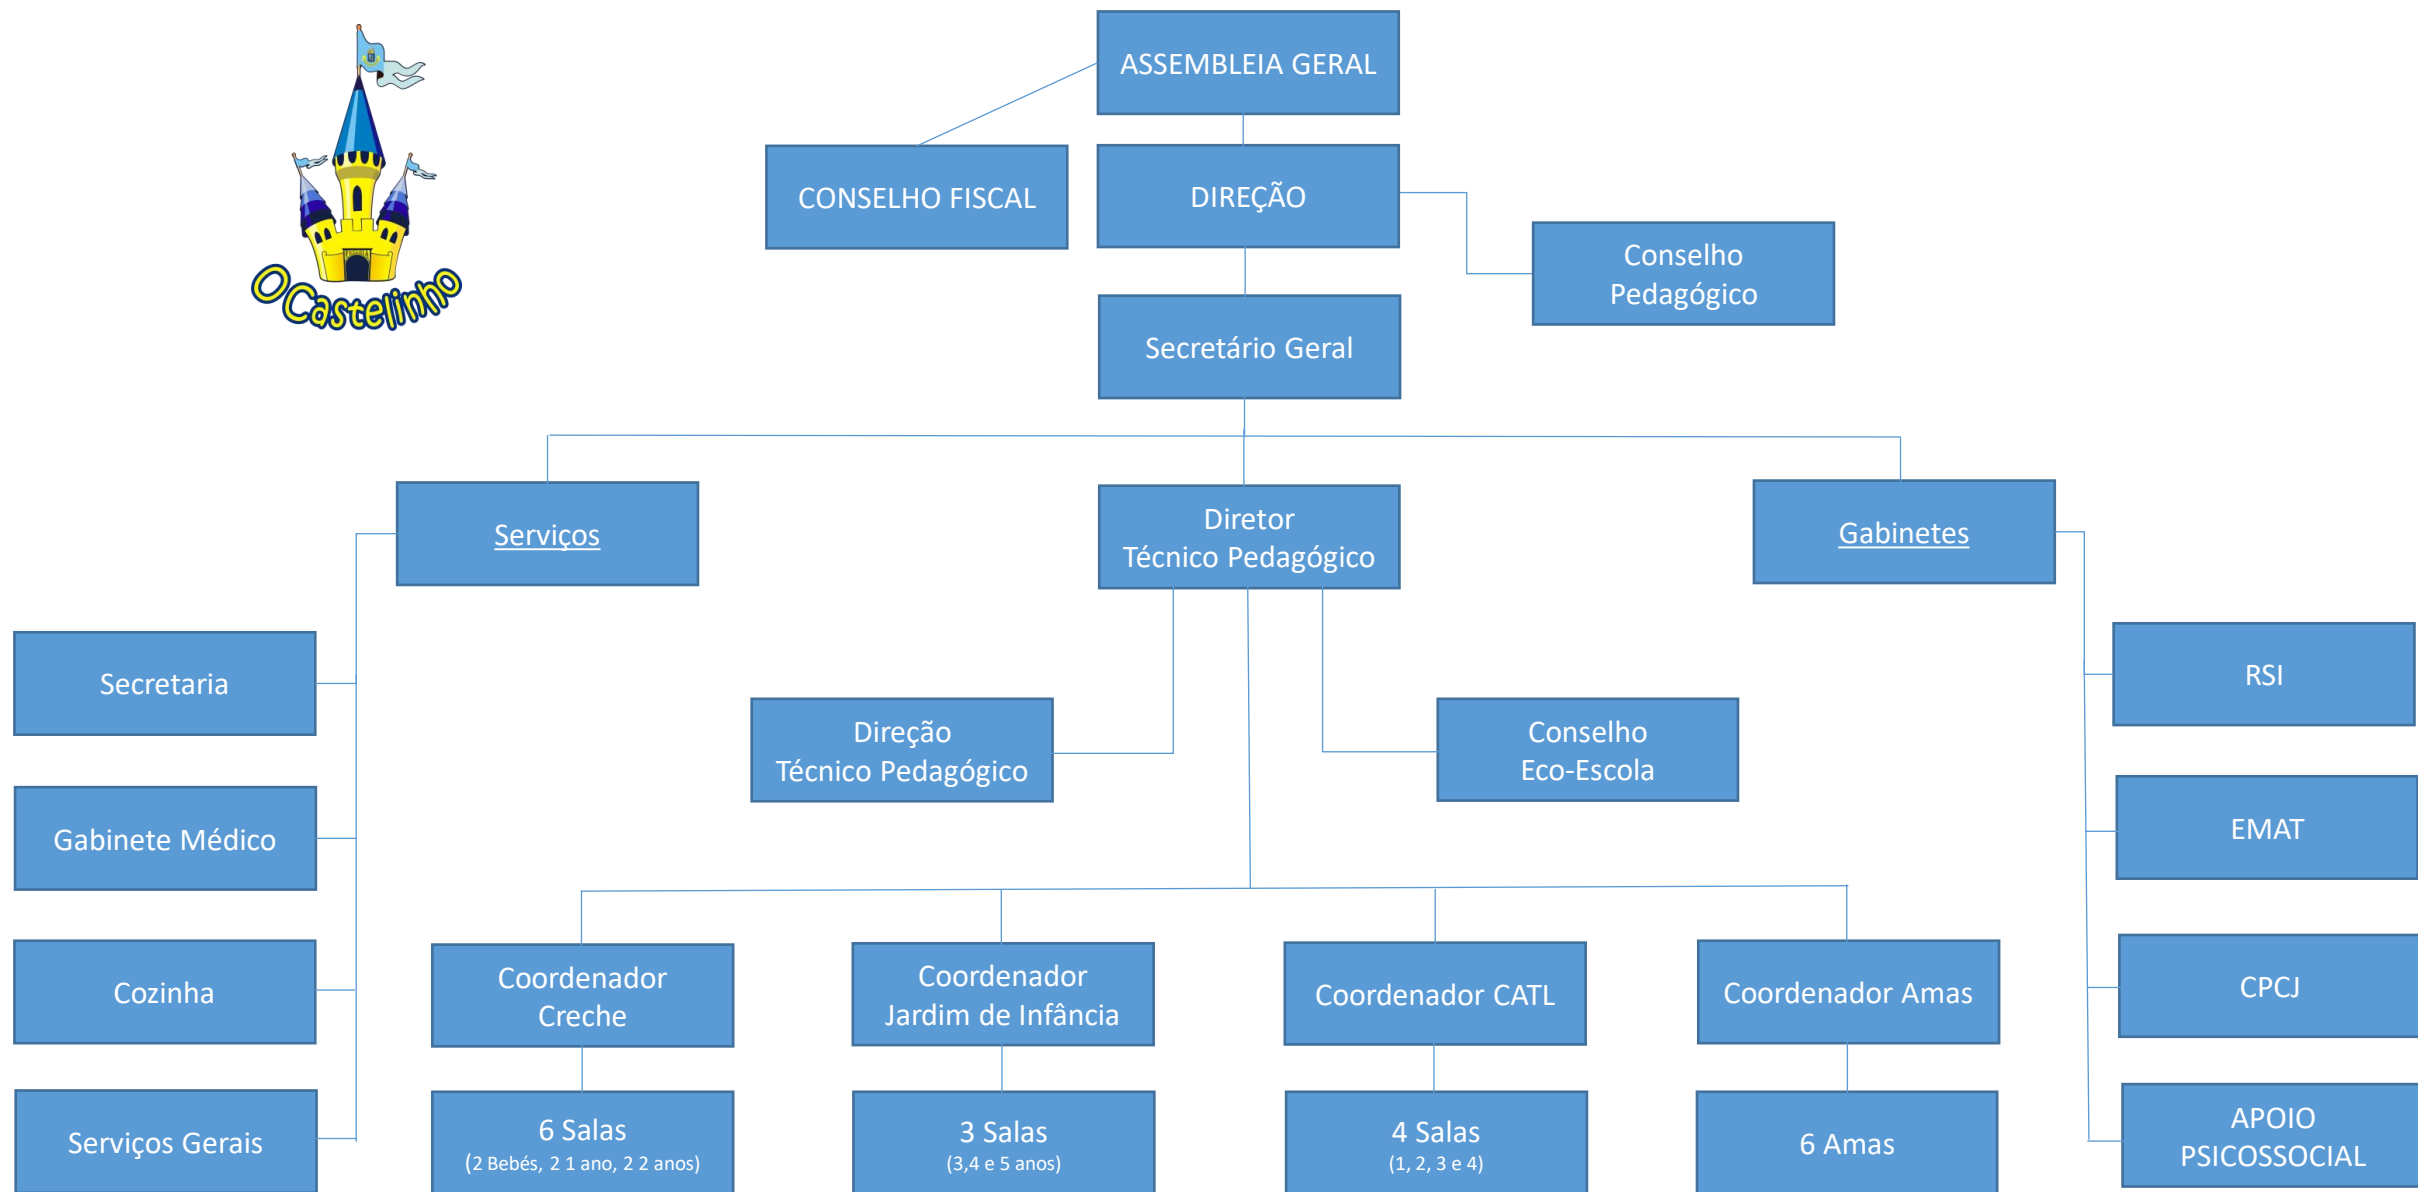 O Castelinho
ASSEMBLEIA GERAL
CONSELHO FISCAL
DIREÇÃO
Conselho
Pedagógico
Secretário Geral
Serviços
Diretor
Técnico Pedagógico
Gabinetes
Secretaria
Gabinete Médico
Cozinha
Serviços Gerais
Direção
Técnico Pedagógico
Conselho
Eco-Escola
RSI
EMAT
CPCJ
APOIO
PSICOSSOCIAL
Coordenador
Creche
Coordenador
Jardim de Infância
Coordenador CATL
Coordenador Amas
6 Salas
(2 Bebés, 2 1 ano, 2 2 anos)
3 Salas
(3,4 e 5 anos)
4 Salas
(1, 2, 3 e 4)
6 Amas